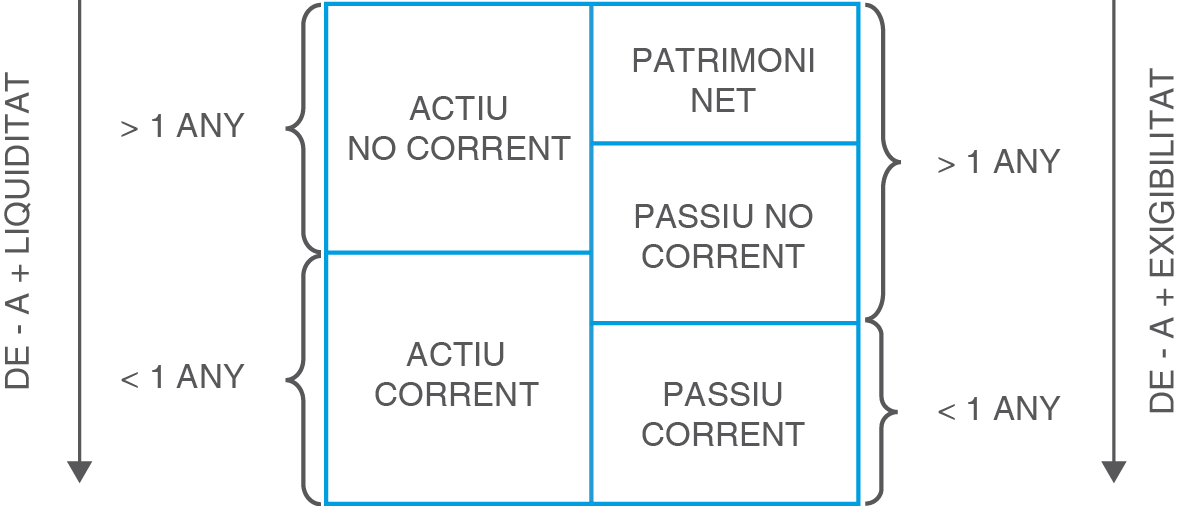 DE - A + LIQUIDITAT
> 1 ANY
< 1 ANY
ACTIU
NO CORRENT
ACTIU
CORRENT
PATRIMONI
NET
PASSIU NO
CORRENT
PASSIU
CORRENT
> 1 ANY
< 1 ANY
DE - A + EXIGIBILITAT